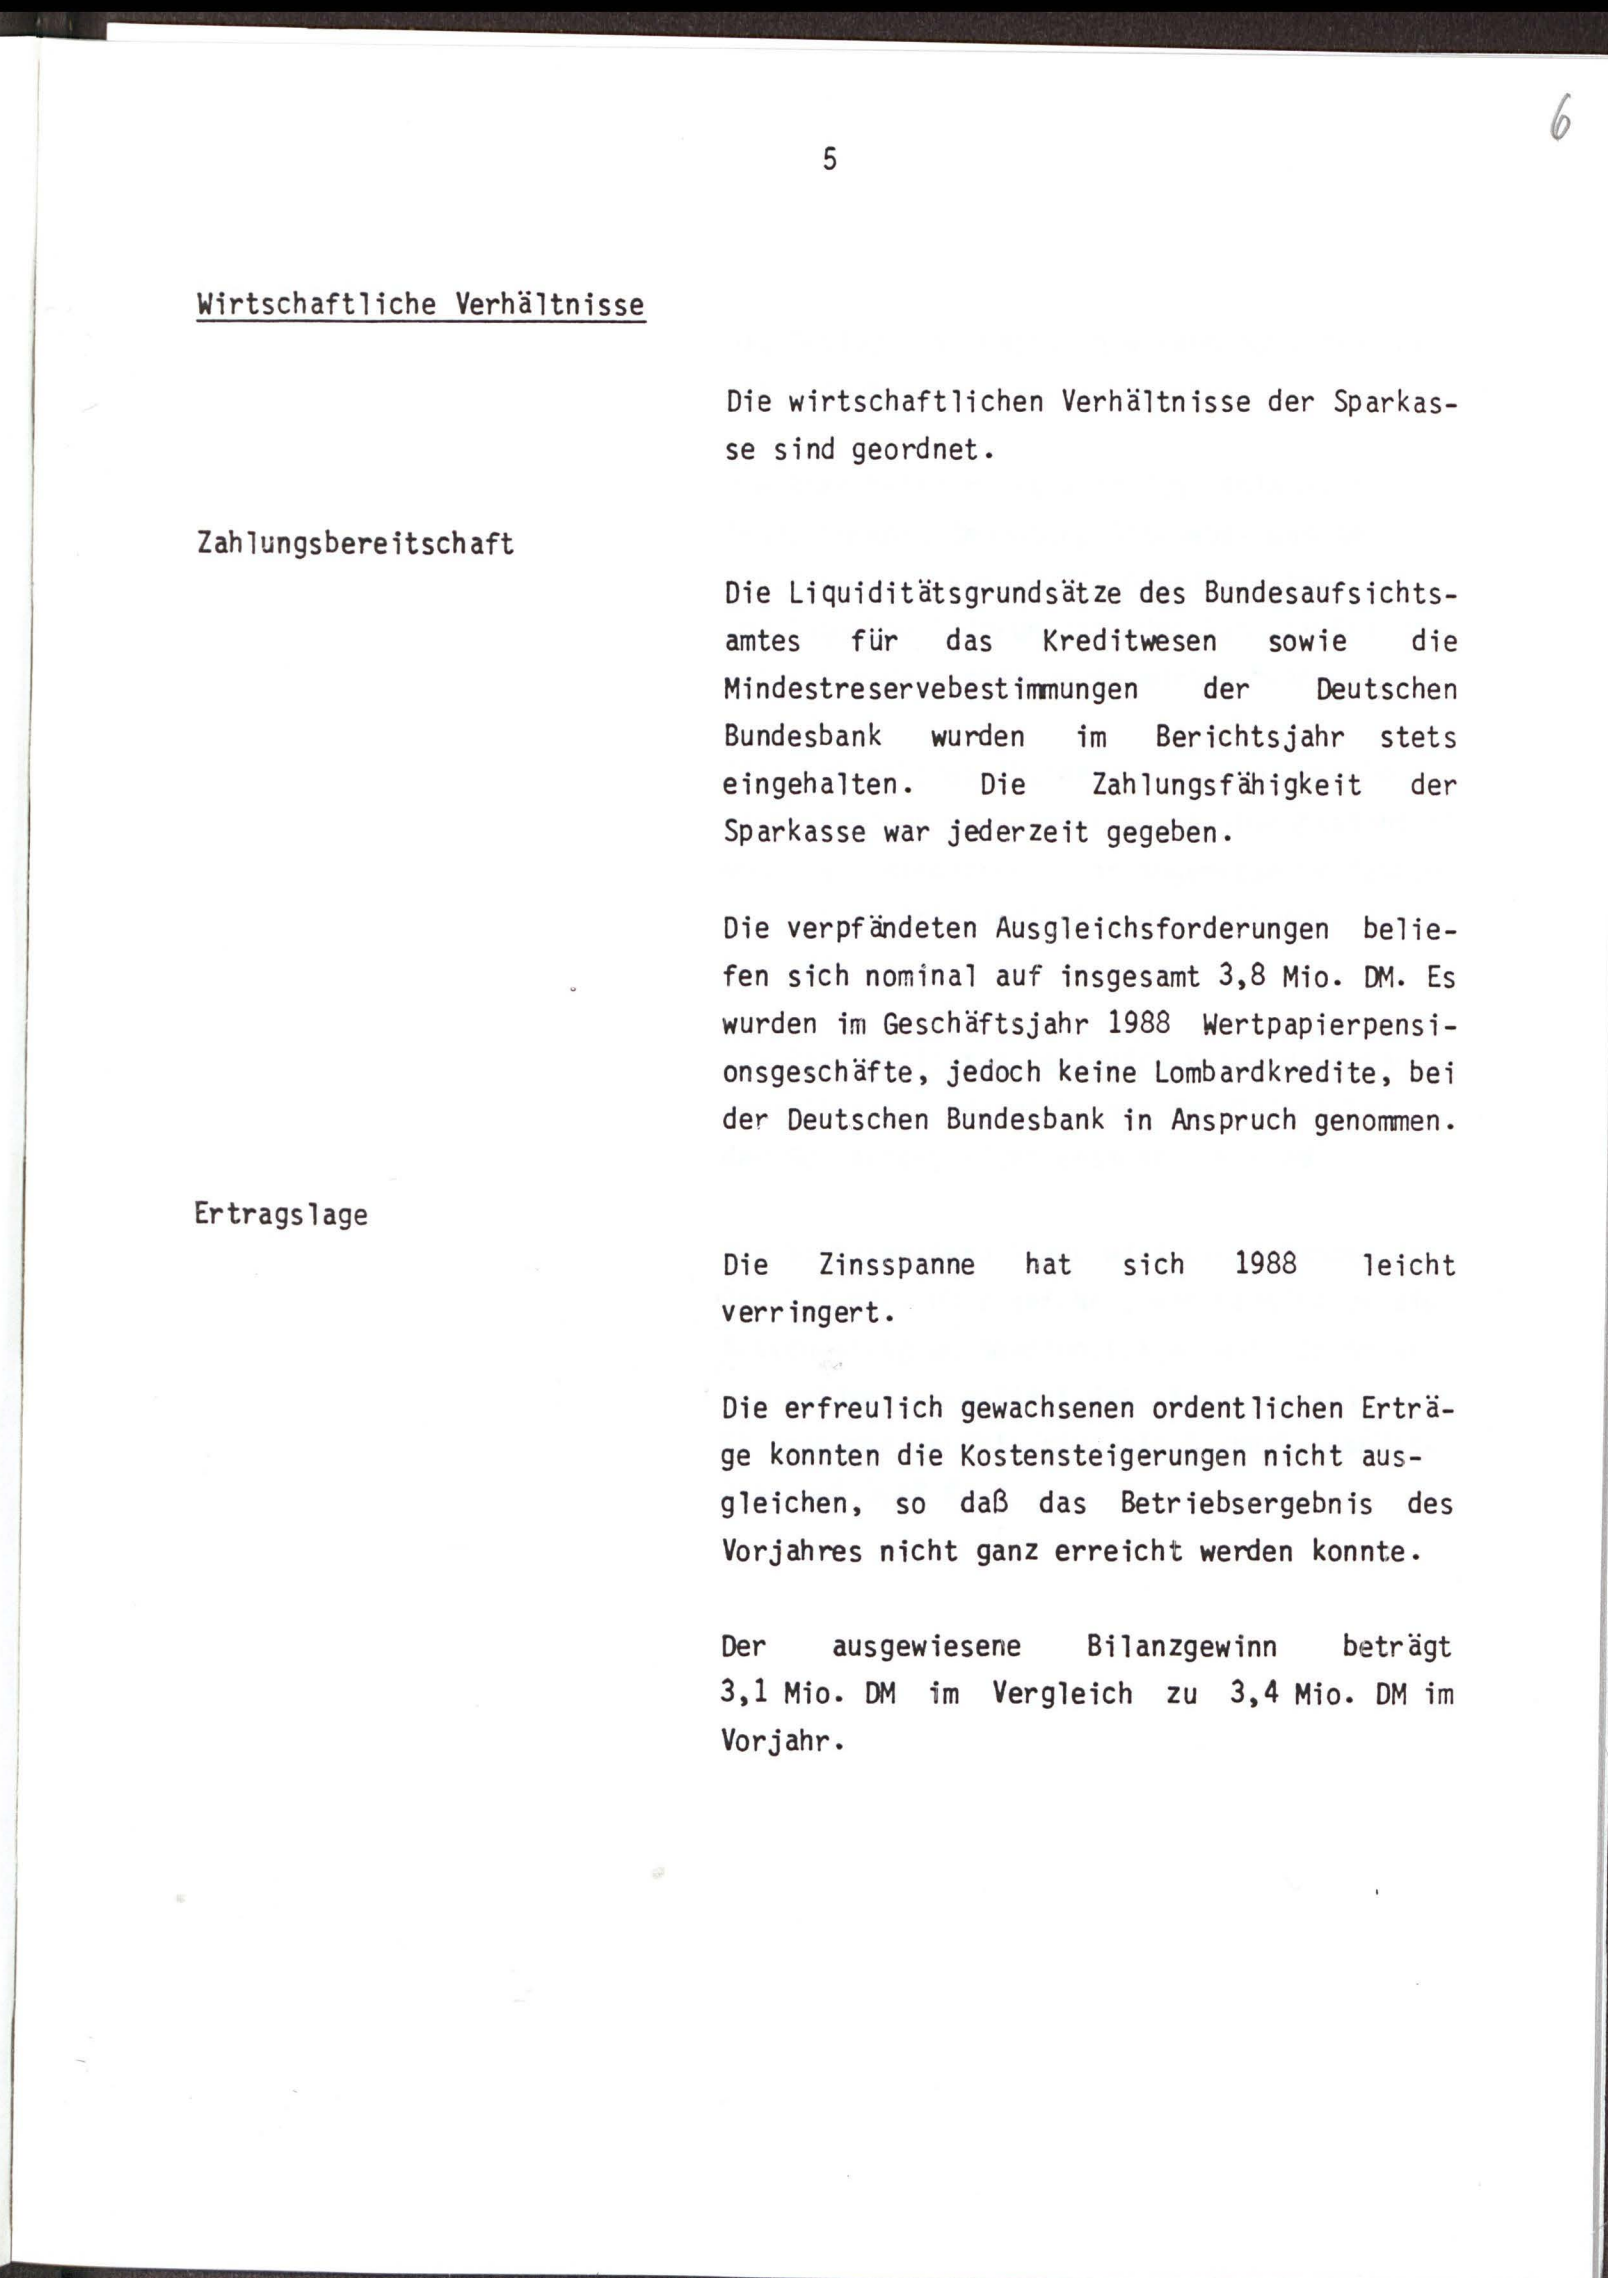 6
5
Wirtschaftliche Verhältnisse
Die wirtschaftlichen Verhältnisse der Sparkas-
se sind geordnet.
Zahlungsbereitschaft
Die Liquiditätsgrundsätze des Bundesaufsichts-
amtes für das Kreditwesen sowie die
Mindestreservebestimmungen der Deutschen
Bundesbank wurden im Berichtsjahr stets
eingehalten. Die Zahlungsfähigkeit der
Sparkasse war jederzeit gegeben.
Die verpfändeten Ausgleichsforderungen belie-
fen sich nominal auf insgesamt 3,8 Mio. DM. Es
wurden im Geschäftsjahr 1988 Wertpapierpensi-
onsgeschäfte, jedoch keine Lombardkredite, bei
der Deutschen Bundesbank in Anspruch genommen.
Ertragslage
Die Zinsspanne hat sich 1988 leicht
verringert.
Die erfreulich gewachsenen ordentlichen Erträ-
ge konnten die Kostensteigerungen nicht aus-
gleichen, so daß das Betriebsergebnis des
Vorjahres nicht ganz erreicht werden konnte.
Der ausgewiesene Bilanzgewinn beträgt
3,1 Mio. DM im Vergleich zu 3,4 Mio. DM im
Vorjahr.